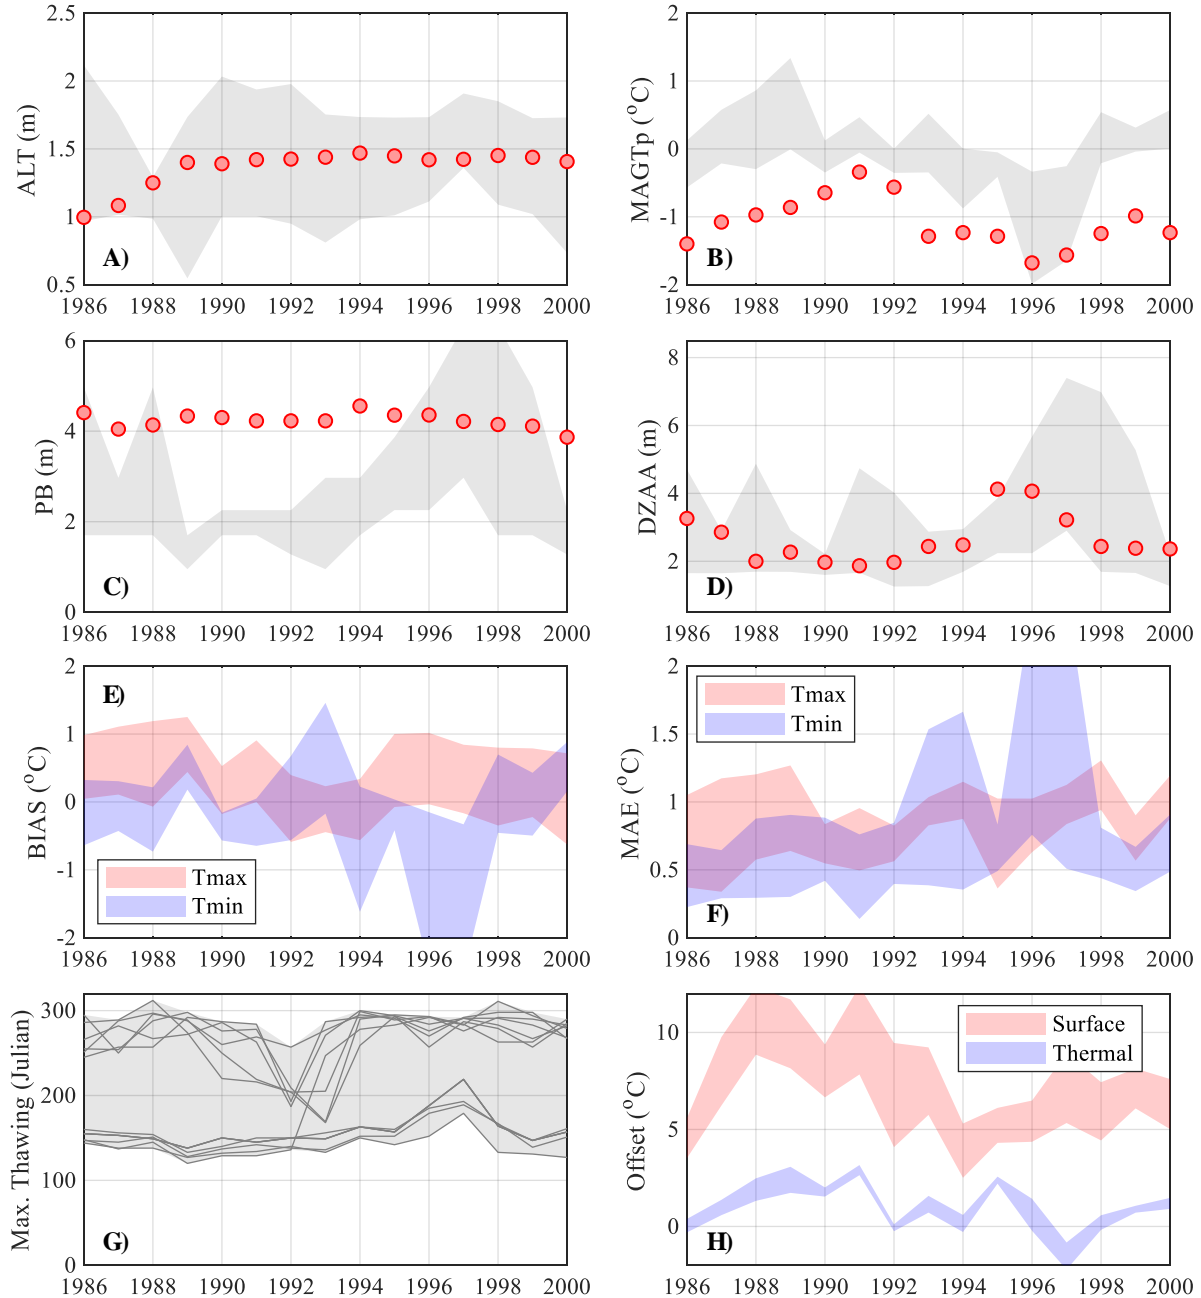 2.5
2
1.5
1
0.5
ALT (m)
A)
1986 1988 1990 1992 1994 1996 1998 2000
2
1
0
-1
-2
MAGTp (°C)
B)
1986 1988 1990 1992 1994 1996 1998 2000
6
4
2
0
PB (m)
C)
1986 1988 1990 1992 1994 1996 1998 2000
8
6
4
2
DZAA (m)
D)
1986 1988 1990 1992 1994 1996 1998 2000
2
1
0
-1
-2
BIAS (°C)
E)
Tmax
Tmin
1986 1988 1990 1992 1994 1996 1998 2000
2
1.5
1
0.5
0
MAE (°C)
Tmax
Tmin
F)
1986 1988 1990 1992 1994 1996 1998 2000
300
200
100
0
Max. Thawing (Julian)
G)
1986 1988 1990 1992 1994 1996 1998 2000
10
5
0
Offset (°C)
Surface
Thermal
H)
1986 1988 1990 1992 1994 1996 1998 2000